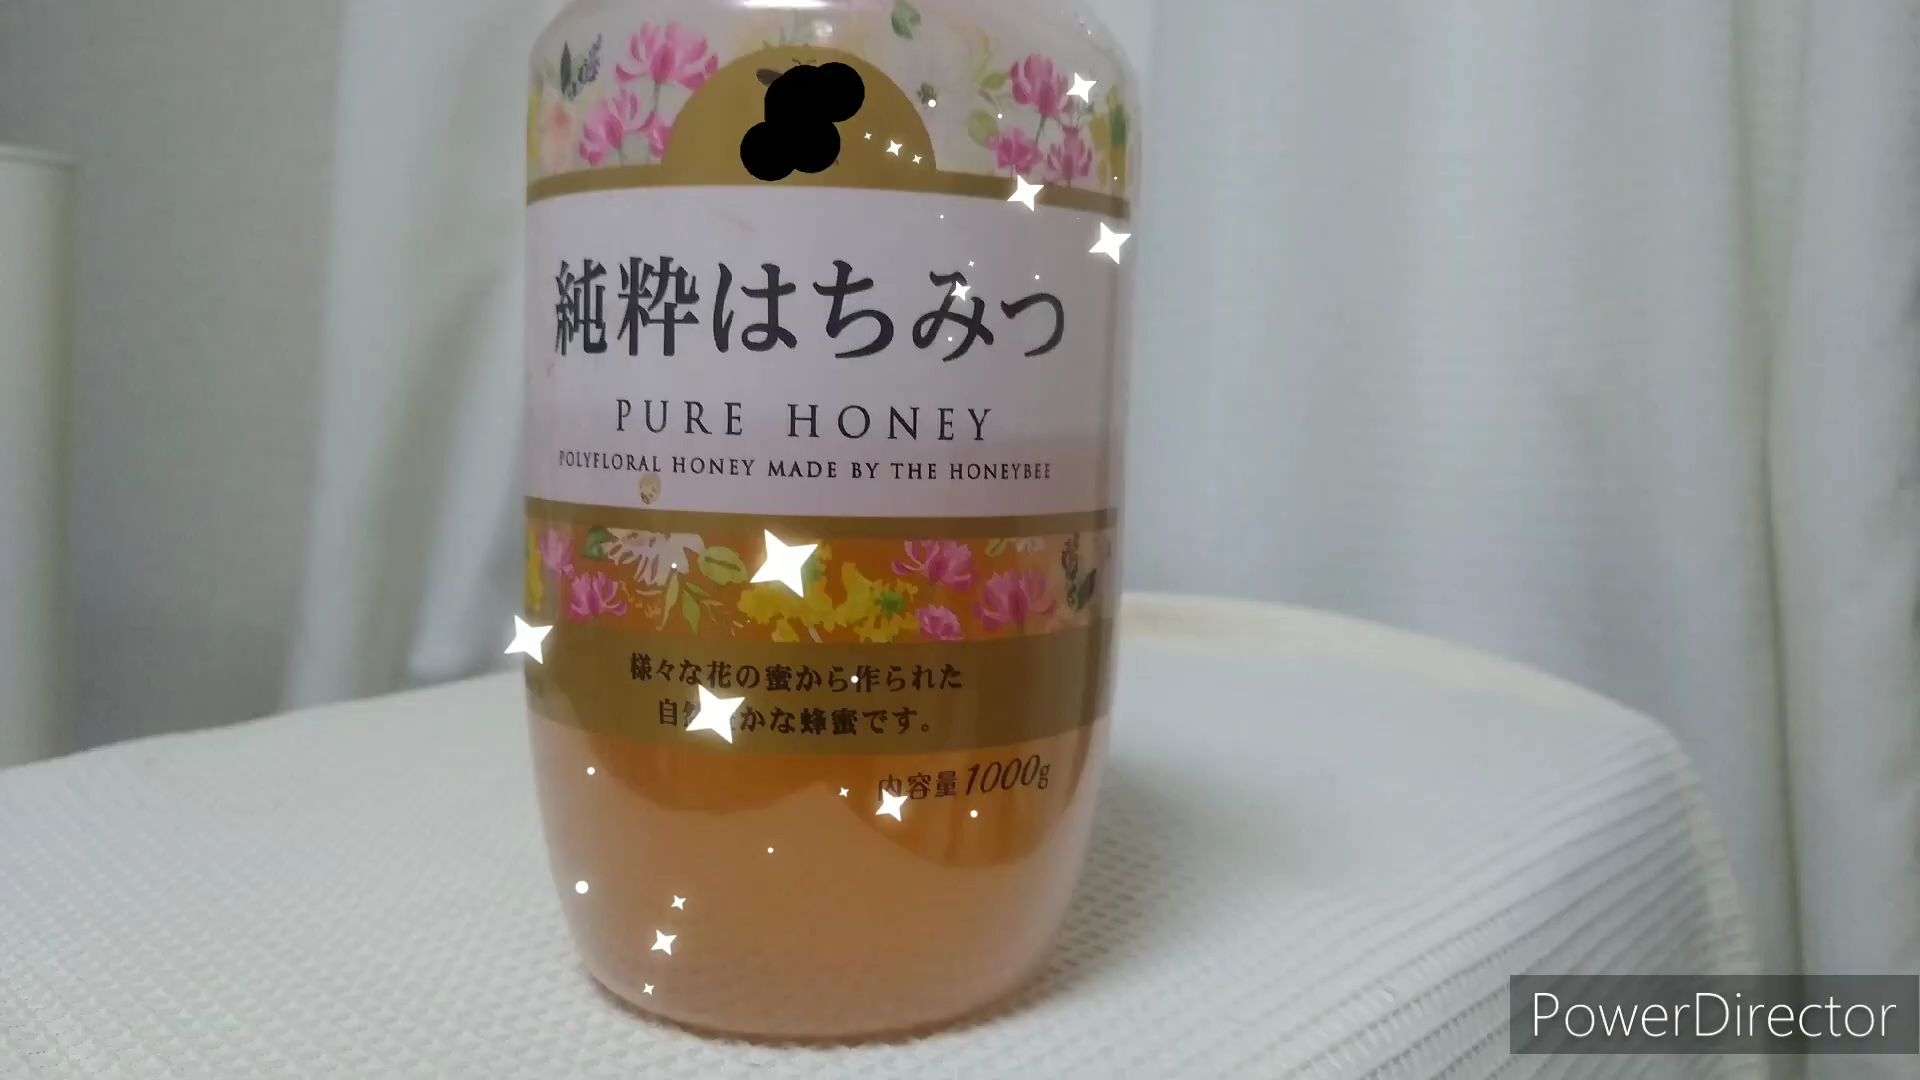 純粋はちみつ
PURE HONEY
POLYFLORAL HONEY MADE BY THE HONEYBEE
様々な花の蜜から作られた
かな蜂蜜です。
内容量1000g
PowerDirector